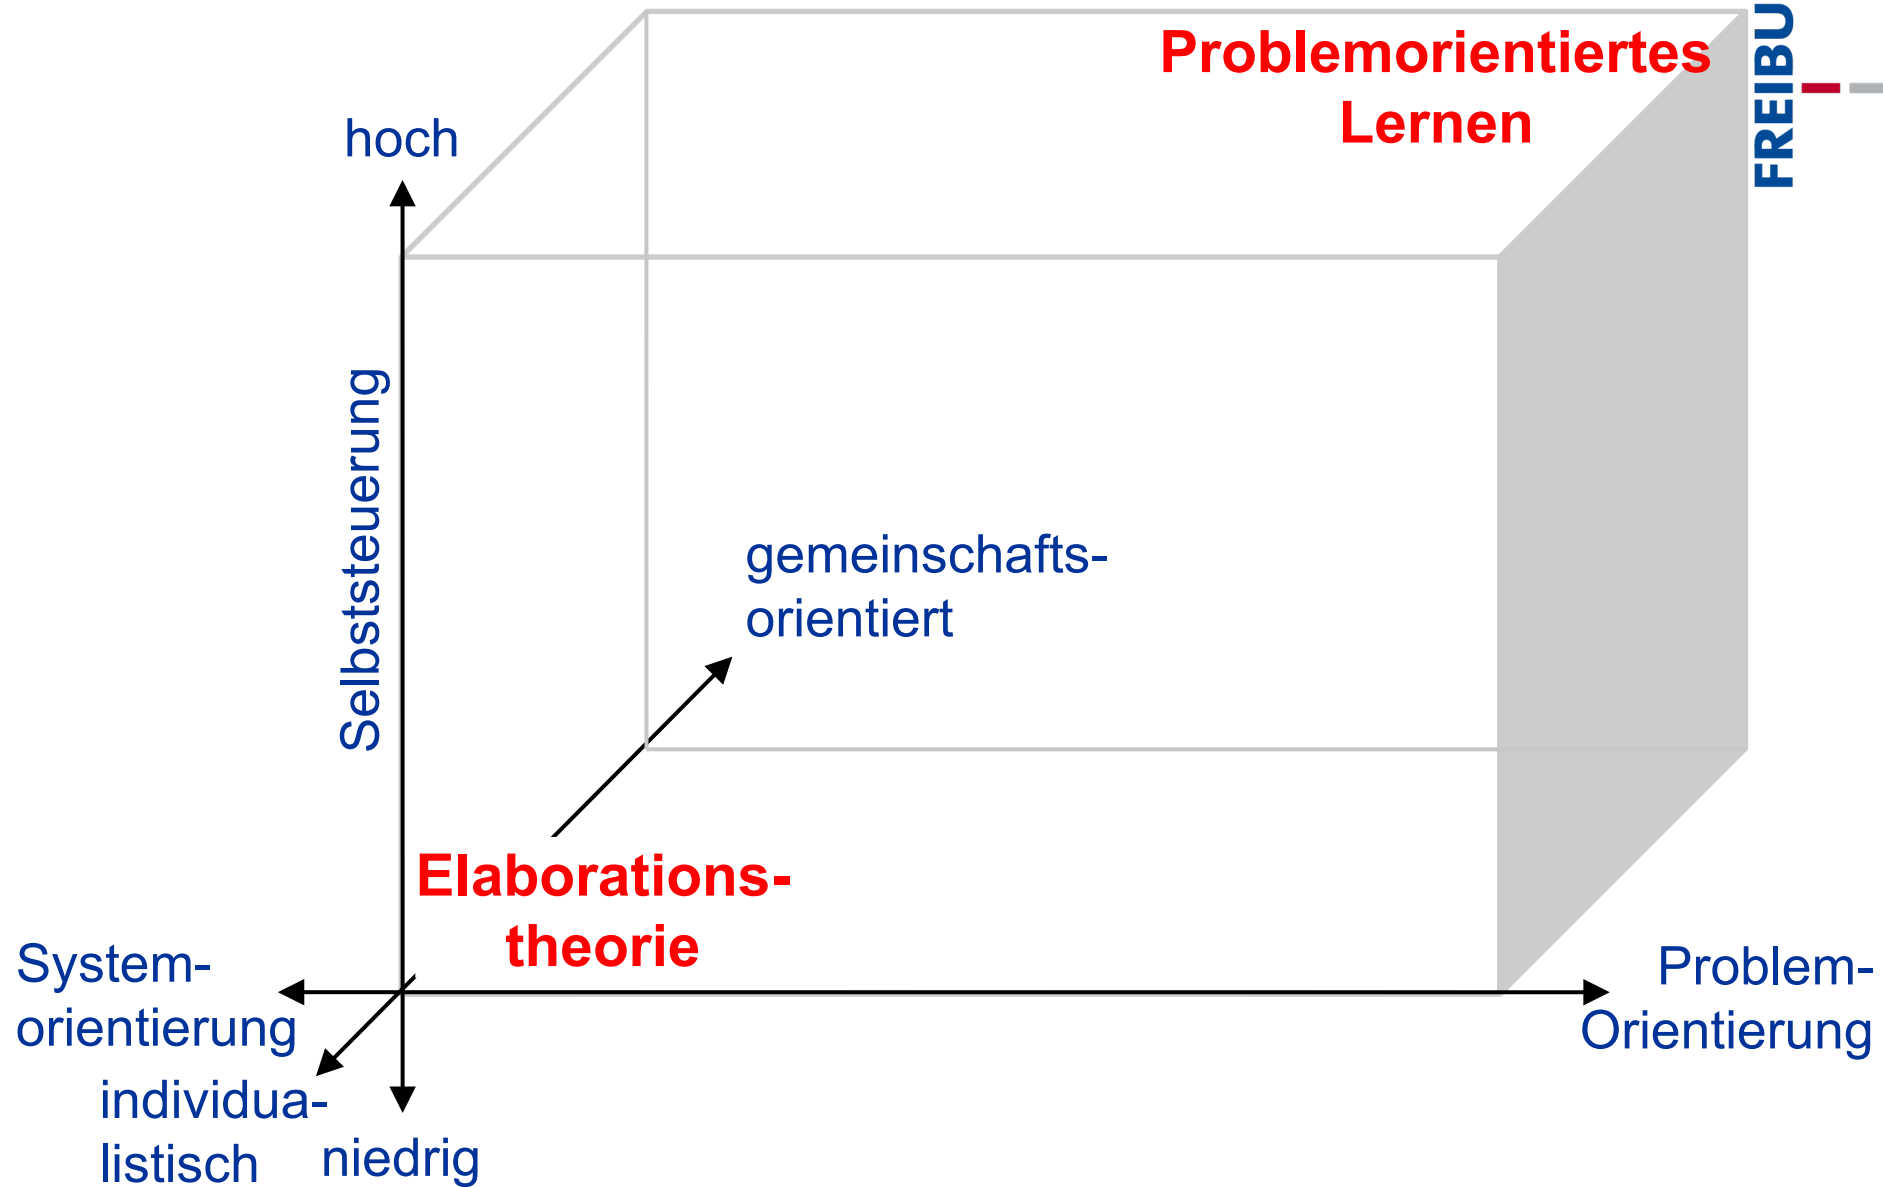 Problemorientiertes
Lernen
FREIBU
hoch
Selbststeuerung
gemeinschafts-
orientiert
Elaborations-
theorie
System-
orientierung
Problem-
Orientierung
individua-
listisch
niedrig